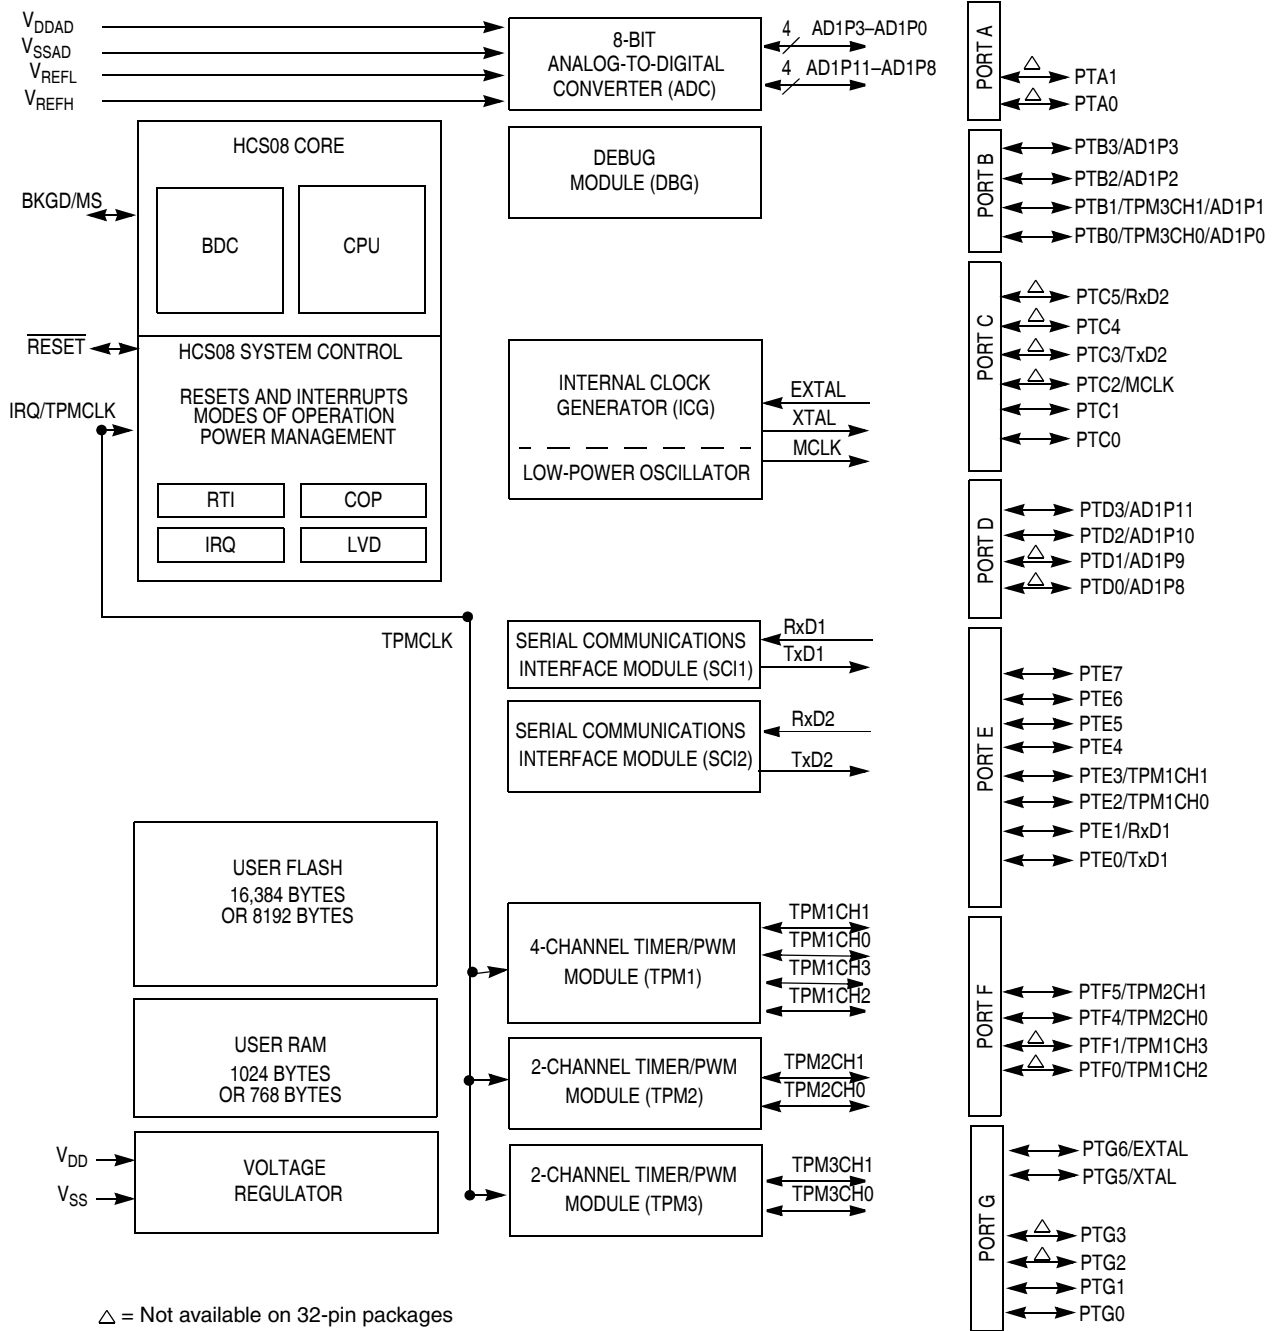 VDDAD
VSSAD
VREFL
VREFH
8-BIT
ANALOG-TO-DIGITAL
CONVERTER (ADC)
4 AD1P3–AD1P0
4 AD1P11–AD1P8
HCS08 CORE
BDC
CPU
BKGD/MS
DEBUG
MODULE (DBG)
RESET
HCS08 SYSTEM CONTROL
RESETS AND INTERRUPTS
MODES OF OPERATION
POWER MANAGEMENT
IRQ/TPMCLK
RTI
COP
IRQ
LVD
INTERNAL CLOCK
GENERATOR (ICG)
LOW-POWER OSCILLATOR
EXTAL
XTAL
MCLK
TPMCLK
SERIAL COMMUNICATIONS
INTERFACE MODULE (SCI1)
RxD1
TxD1
SERIAL COMMUNICATIONS
INTERFACE MODULE (SCI2)
RxD2
TxD2
USER FLASH
16,384 BYTES
OR 8192 BYTES
4-CHANNEL TIMER/PWM
MODULE (TPM1)
TPM1CH1
TPM1CH0
TPM1CH3
TPM1CH2
USER RAM
1024 BYTES
OR 768 BYTES
2-CHANNEL TIMER/PWM
MODULE (TPM2)
TPM2CH1
TPM2CH0
VDD
VSS
VOLTAGE
REGULATOR
2-CHANNEL TIMER/PWM
MODULE (TPM3)
TPM3CH1
TPM3CH0
PORT A
PTA1
PTA0
PORT B
PTB3/AD1P3
PTB2/AD1P2
PTB1/TPM3CH1/AD1P1
PTB0/TPM3CH0/AD1P0
PORT C
PTC5/RxD2
PTC4
PTC3/TxD2
PTC2/MCLK
PTC1
PTC0
PORT D
PTD3/AD1P11
PTD2/AD1P10
PTD1/AD1P9
PTD0/AD1P8
PORT E
PTE7
PTE6
PTE5
PTE4
PTE3/TPM1CH1
PTE2/TPM1CH0
PTE1/RxD1
PTE0/TxD1
PORT F
PTF5/TPM2CH1
PTF4/TPM2CH0
PTF1/TPM1CH3
PTF0/TPM1CH2
PORT G
PTG6/EXTAL
PTG5/XTAL
PTG3
PTG2
PTG1
PTG0
△ = Not available on 32-pin packages